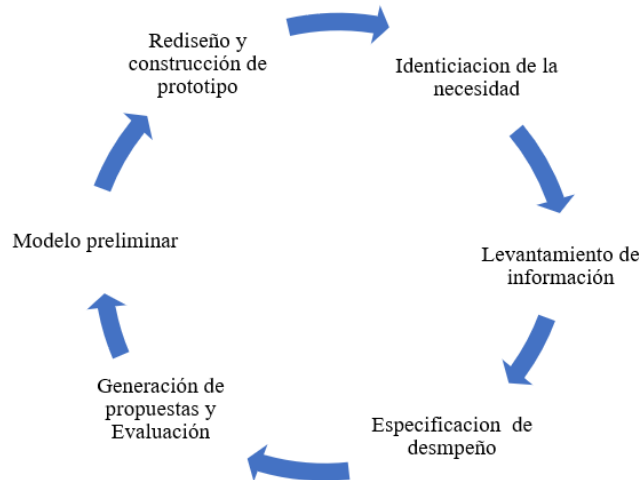 Rediseño y
construcción de
prototipo
Identiciacion de la
necesidad
Levantamiento de
información
Especificacion de
desmpeño
Generación de
propuestas y
Evaluación
Modelo preliminar